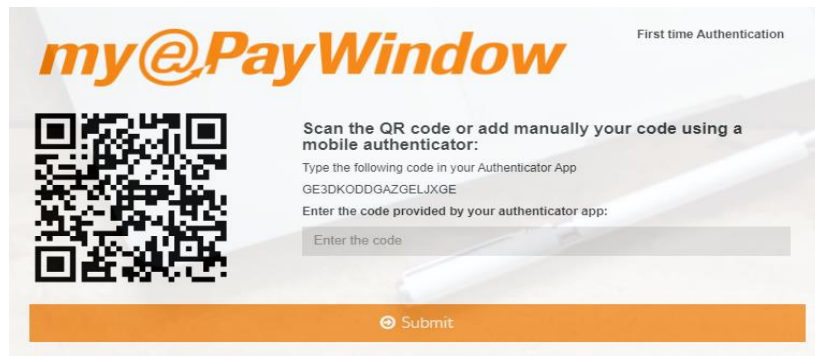 my@PayWindow
First time Authentication
Scan the QR code or add manually your code using a
mobile authenticator:
Type the following code in your Authenticator App
GE3DKODDGAZGELJXGE
Enter the code provided by your authenticator app:
Enter the code
Submit